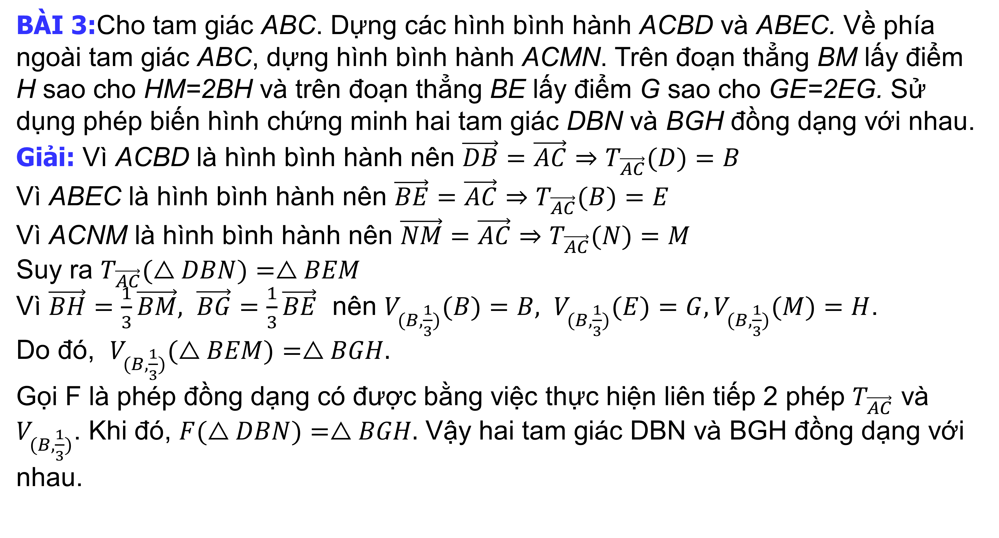 BÀI 3:Cho tam giác ABC. Dựng các hình bình hành ACBD và ABEC. Về phía
ngoài tam giác ABC, dựng hình bình hành ACMN. Trên đoạn thẳng BM lấy điểm
H sao cho HM=2BH và trên đoạn thẳng BE lấy điểm G sao cho GE=2EG. Sử
dụng phép biến hình chứng minh hai tam giác DBN và BGH đồng dạng với nhau.
Giải: Vì ACBD là hình bình hành nên $\overrightarrow{DB} = \overrightarrow{AC} \Rightarrow T_{\overrightarrow{AC}}(D) = B$
Vì ABEC là hình bình hành nên $\overrightarrow{BE} = \overrightarrow{AC} \Rightarrow T_{\overrightarrow{AC}}(B) = E$
Vì ACNM là hình bình hành nên $\overrightarrow{NM} = \overrightarrow{AC} \Rightarrow T_{\overrightarrow{AC}}(N) = M$
Suy ra $T_{\overrightarrow{AC}}(\triangle DBN) = \triangle BEM$
Vì $\overrightarrow{BH} = \frac{1}{3}\overrightarrow{BM}, \overrightarrow{BG} = \frac{1}{3}\overrightarrow{BE}$ nên $V_{(B,\frac{1}{3})}(B) = B, V_{(B,\frac{1}{3})}(E) = G, V_{(B,\frac{1}{3})}(M) = H.$
Do đó, $V_{(B,\frac{1}{3})}(\triangle BEM) = \triangle BGH.$
Gọi F là phép đồng dạng có được bằng việc thực hiện liên tiếp 2 phép $T_{\overrightarrow{AC}}$ và
$V_{(B,\frac{1}{3})}$. Khi đó, $F(\triangle DBN) = \triangle BGH$. Vậy hai tam giác DBN và BGH đồng dạng với
nhau.